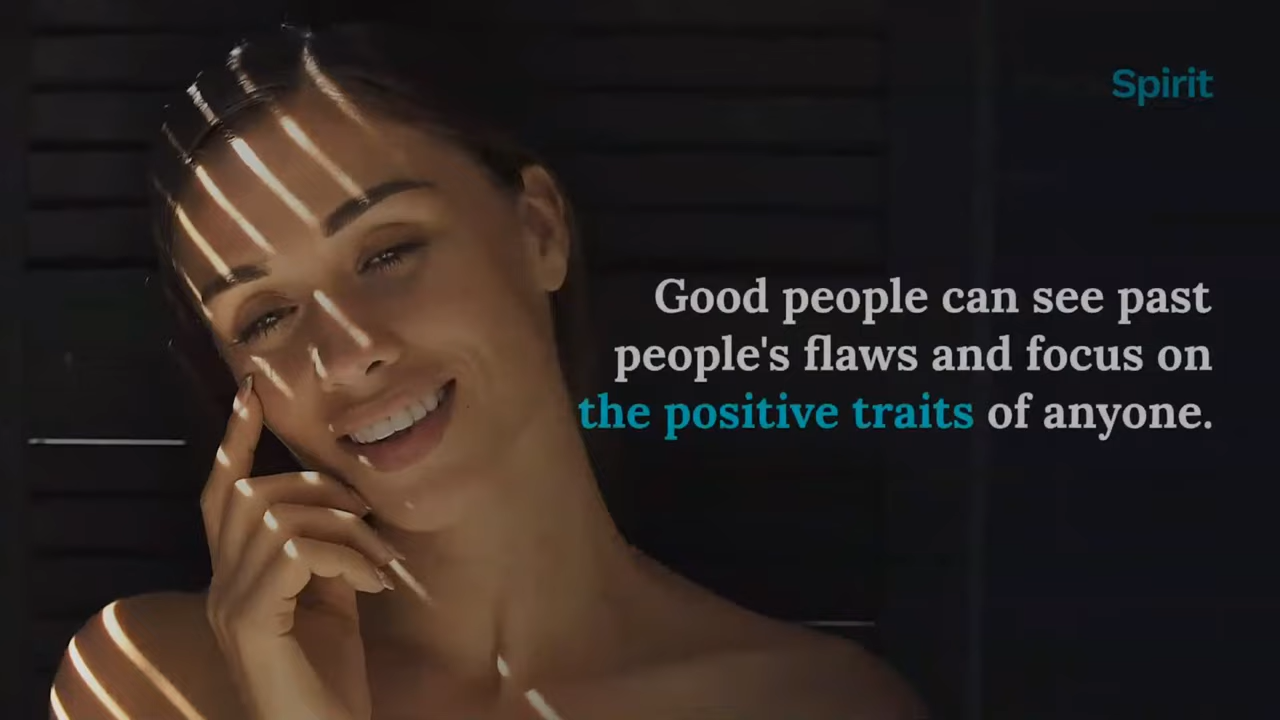 Spirit
Good people can see past
people's flaws and focus on
the positive traits of anyone.